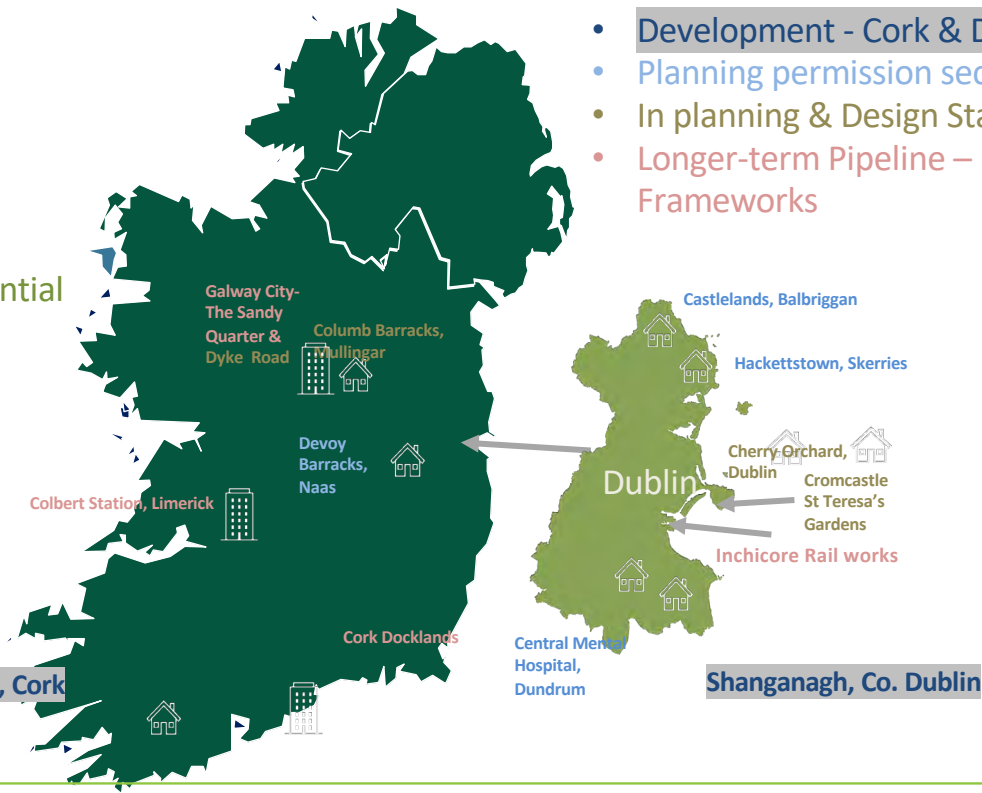 • Development - Cork & D
• Planning permission sec
• In planning & Design Sta
• Longer-term Pipeline –
Frameworks
ntial
Galway City-
The Sandy
Quarter &
Dyke Road
Columb Barracks,
Mullingar
Devoy
Barracks,
Naas
Colbert Station, Limerick
Cork Docklands
, Cork
Castlelands, Balbriggan
Hackettstown, Skerries
Cherry Orchard,
Dublin
Dublin
Cromcastle
St Teresa's
Gardens
Inchicore Rail works
Central Mental
Hospital,
Dundrum
Shanganagh, Co. Dublin